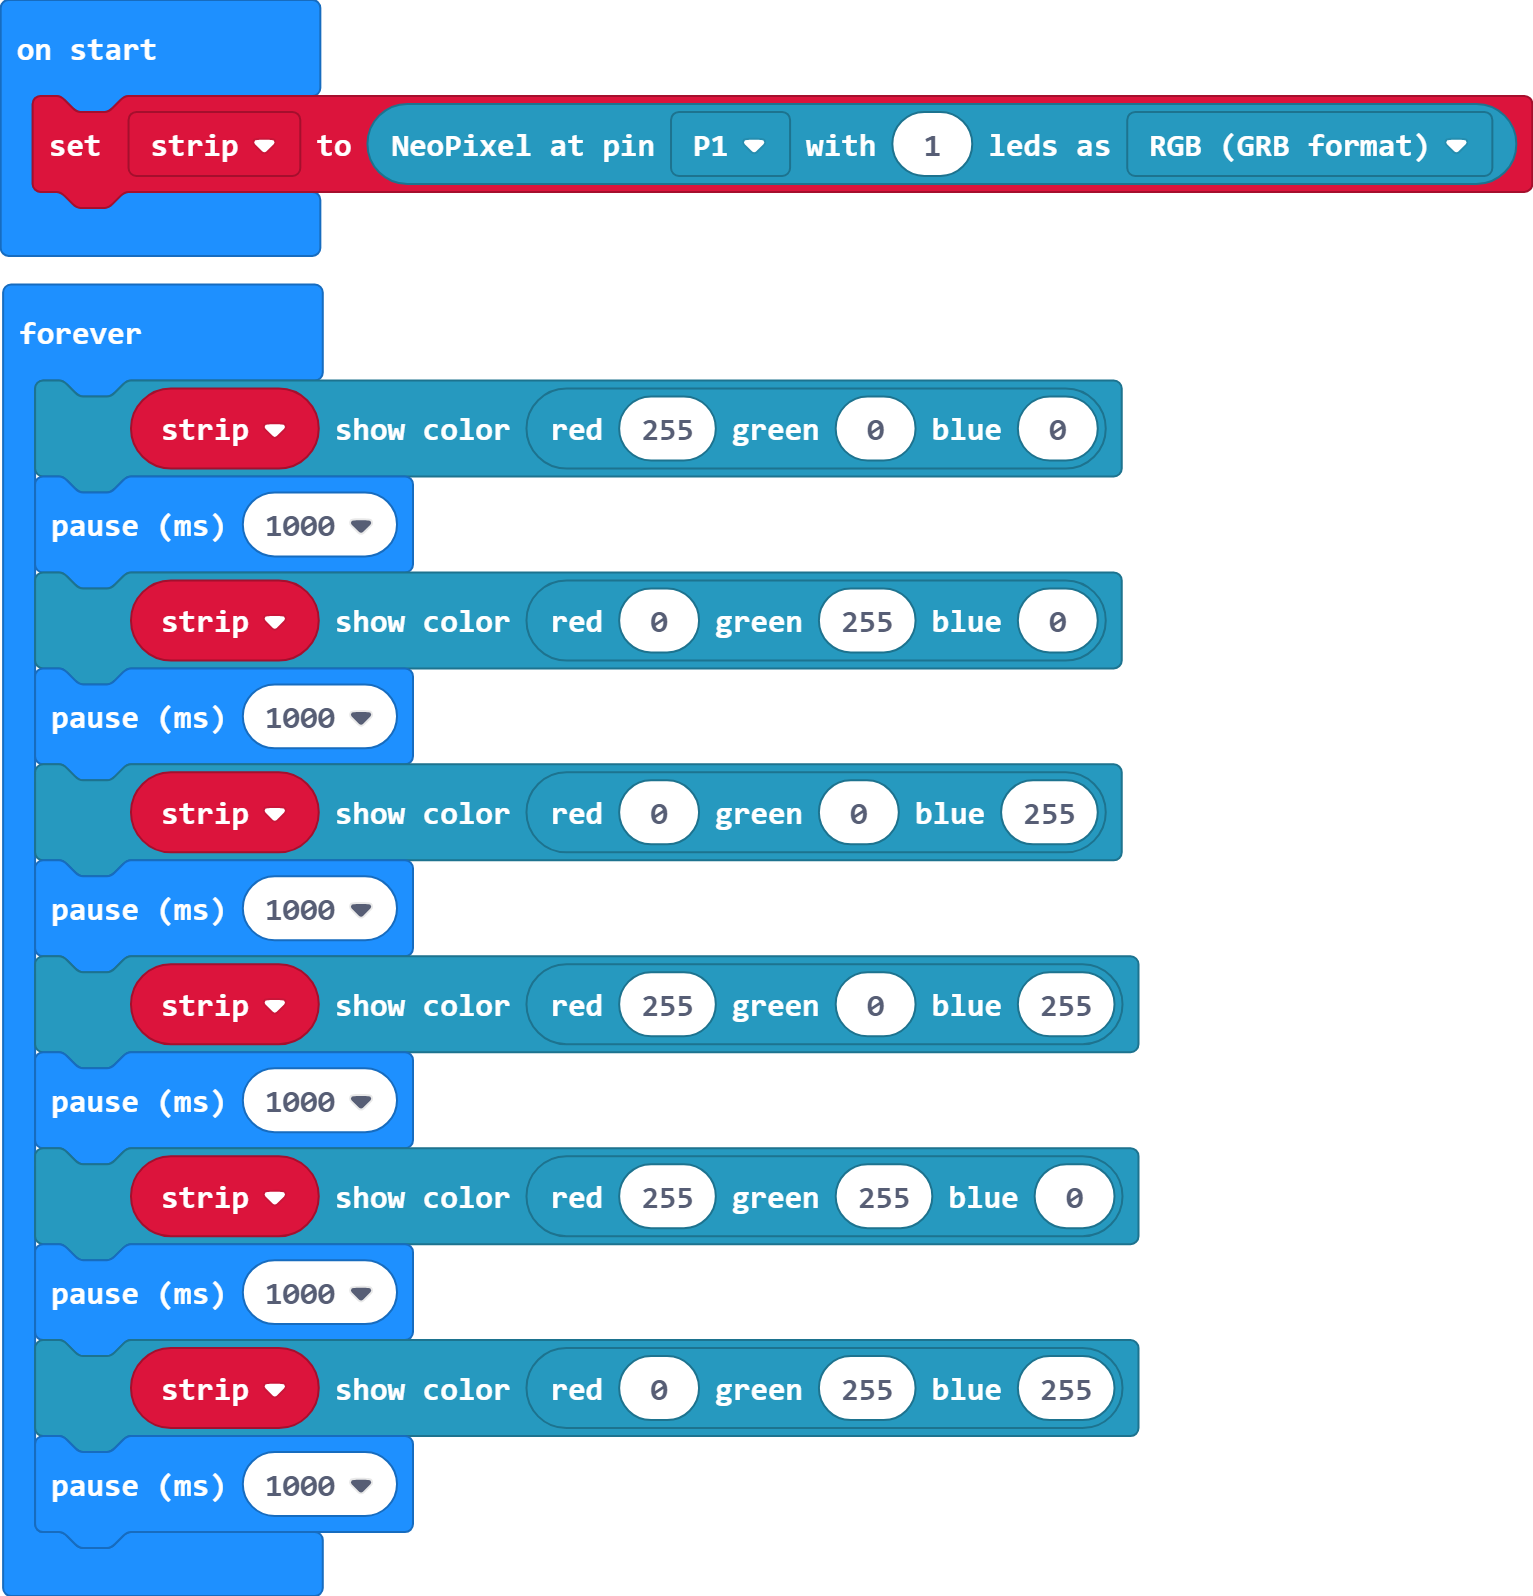 on start
set strip to NeoPixel at pin P1 with 1 leds as RGB (GRB format)
forever
strip show color red 255 green 0 blue 0
pause (ms) 1000
strip show color red 0 green 255 blue 0
pause (ms) 1000
strip show color red 0 green 0 blue 255
pause (ms) 1000
strip show color red 255 green 0 blue 255
pause (ms) 1000
strip show color red 255 green 255 blue 0
pause (ms) 1000
strip show color red 0 green 255 blue 255
pause (ms) 1000